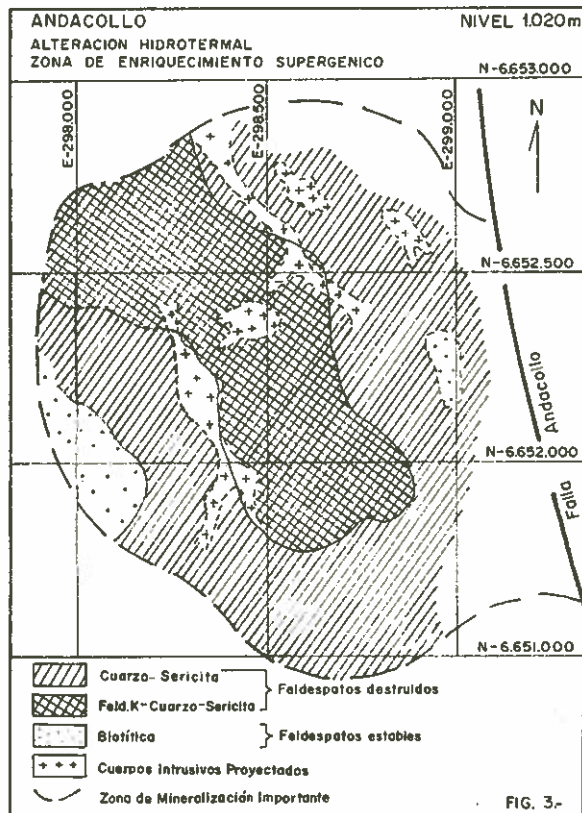 ANDACOLLO NIVEL 1.020m
ALTERACION HIDROTERMAL
ZONA DE ENRIQUECIMIENTO SUPERGENICO
N-6.653.000
E-298.000
E-298.500
E-299.000
N
N-6.652.500
Andacollo
N-6.652.000
Falla
N-6.651.000
Cuarzo-Sericita
Feldespatos destruidos
Feld.K-Cuarzo-Sericita
Biotítica
Feldespatos estables
Cuerpos Intrusivos Proyectados
Zona de Mineralización Importante
FIG. 3.-